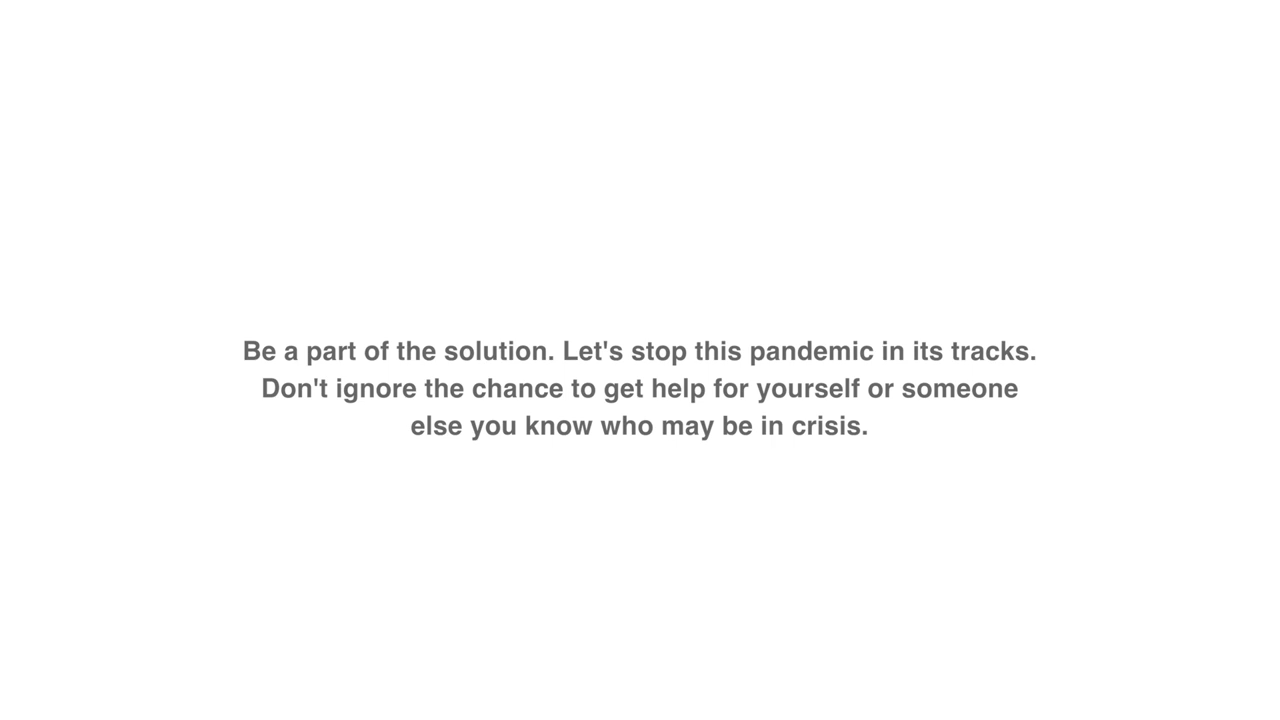 Be a part of the solution. Let's stop this pandemic in its tracks.
Don't ignore the chance to get help for yourself or someone
else you know who may be in crisis.